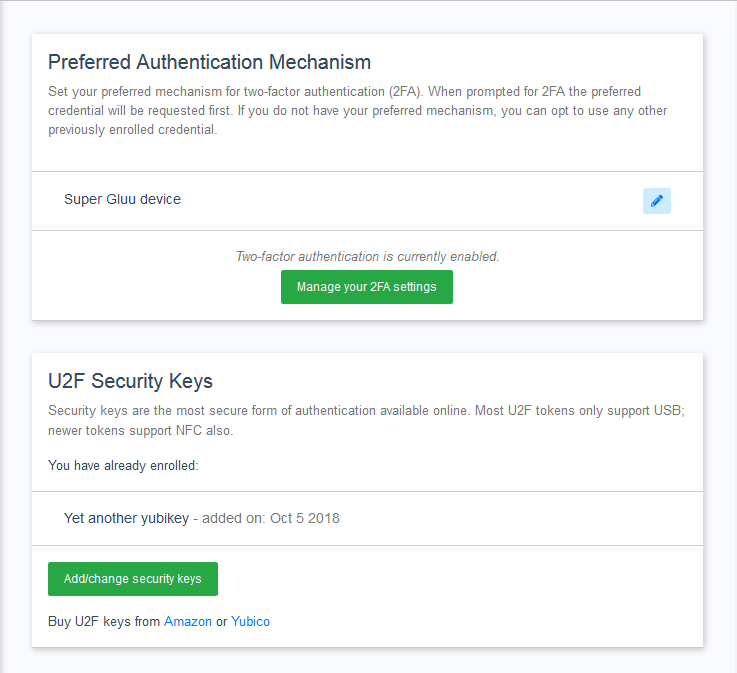 Preferred Authentication Mechanism
Set your preferred mechanism for two-factor authentication (2FA). When prompted for 2FA the preferred
credential will be requested first. If you do not have your preferred mechanism, you can opt to use any other
previously enrolled credential.
Super Gluu device
Two-factor authentication is currently enabled.
Manage your 2FA settings
U2F Security Keys
Security keys are the most secure form of authentication available online. Most U2F tokens only support USB;
newer tokens support NFC also.
You have already enrolled:
Yet another yubikey - added on: Oct 5 2018
Add/change security keys
Buy U2F keys from Amazon or Yubico